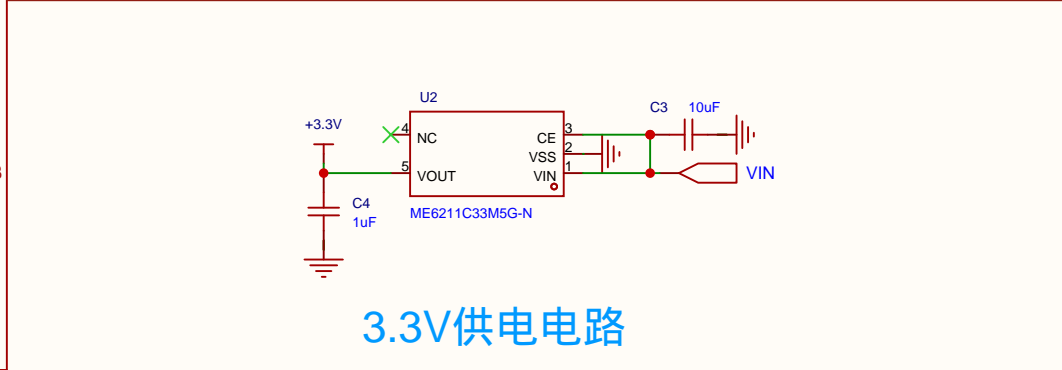 U2
C3 10uF
+3.3V
4 NC CE 3
VSS 2
5 VOUT VIN 1
VIN
C4
1uF
ME6211C33M5G-N
3.3V供电电路